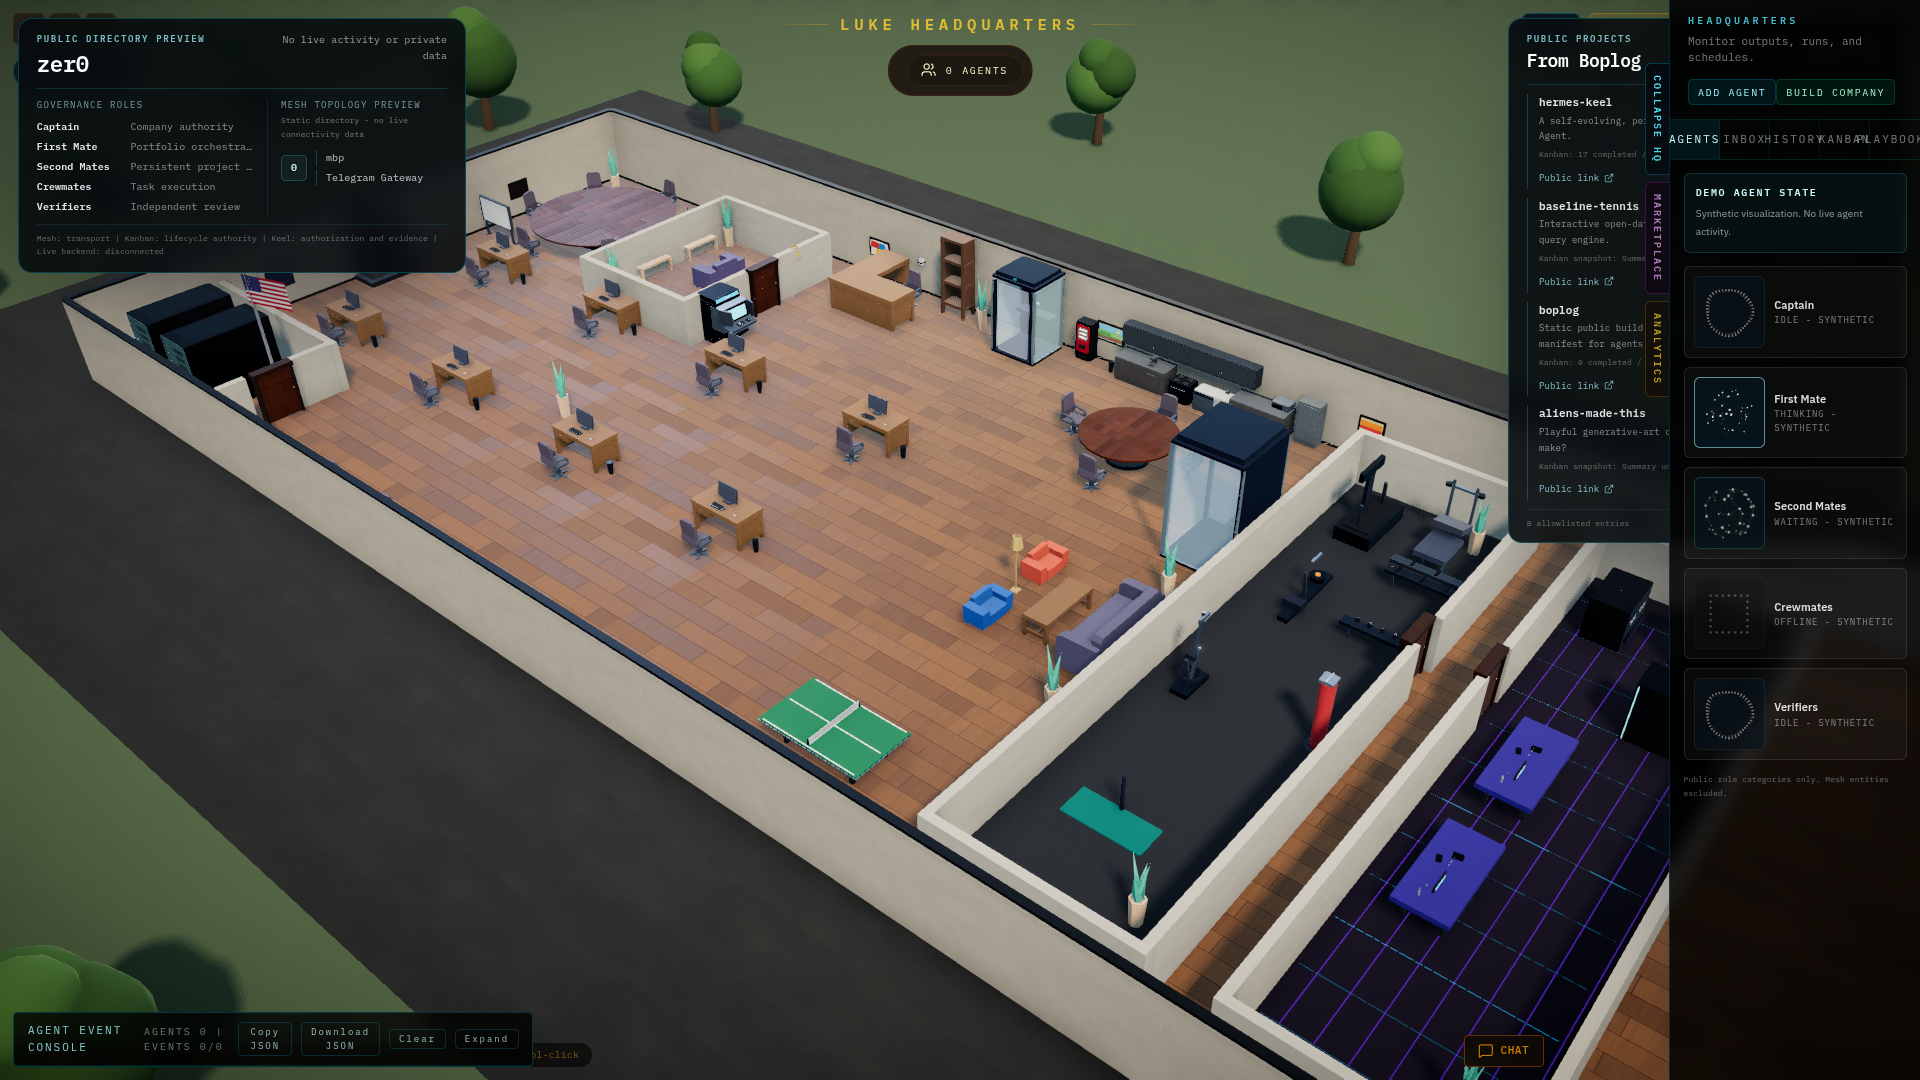 LUKE HEADQUARTERS
0 AGENTS
PUBLIC DIRECTORY PREVIEW
zer0
No live activity or private
data
GOVERNANCE ROLES
Captain Company authority
First Mate Portfolio orchestra…
Second Mates Persistent project …
Crewmates Task execution
Verifiers Independent review
MESH TOPOLOGY PREVIEW
Static directory - no live
connectivity data
0
mbp
Telegram Gateway
Mesh: transport | Kanban: lifecycle authority | Keel: authorization and evidence |
Live backend: disconnected
PUBLIC PROJECTS
From Boplog
hermes-keel
A self-evolving,
Agent.
Kanban: 17 completed /
Public link
baseline-tennis
Interactive
query engine.
Kanban snapshot:
Public link
boplog
Static public build
manifest for agents
Kanban: 0 completed /
Public link
aliens-made-this
Playful generative-art
make?
Kanban snapshot: Summary
Public link
8 allowlisted entries
COLLAPSE HQ
MARKETPLACE
ANALYTICS
HEADQUARTERS
Monitor outputs, runs, and
schedules.
ADD AGENT
BUILD COMPANY
AGENTS INBOX HISTORY KANBAN PLAYBOOK
DEMO AGENT STATE
Synthetic visualization. No live agent
activity.
Captain
IDLE - SYNTHETIC
First Mate
THINKING -
SYNTHETIC
Second Mates
WAITING - SYNTHETIC
Crewmates
OFFLINE - SYNTHETIC
Verifiers
IDLE - SYNTHETIC
Public role categories only. Mesh entities
excluded.
AGENT EVENT
CONSOLE
AGENTS 0 |
EVENTS 0/0
Copy
JSON
Download
JSON
Clear
Expand
ol-click
CHAT